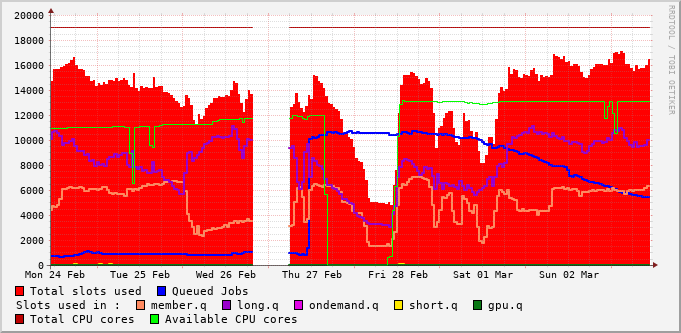 20000
18000
16000
14000
12000
10000
8000
6000
4000
2000
0
Mon 24 Feb Tue 25 Feb Wed 26 Feb Thu 27 Feb Fri 28 Feb Sat 01 Mar Sun 02 Mar
Total slots used Queued Jobs
Slots used in : member.q long.q ondemand.q short.q gpu.q
Total CPU cores Available CPU cores
RRDTOOL / TOBI OETIKER